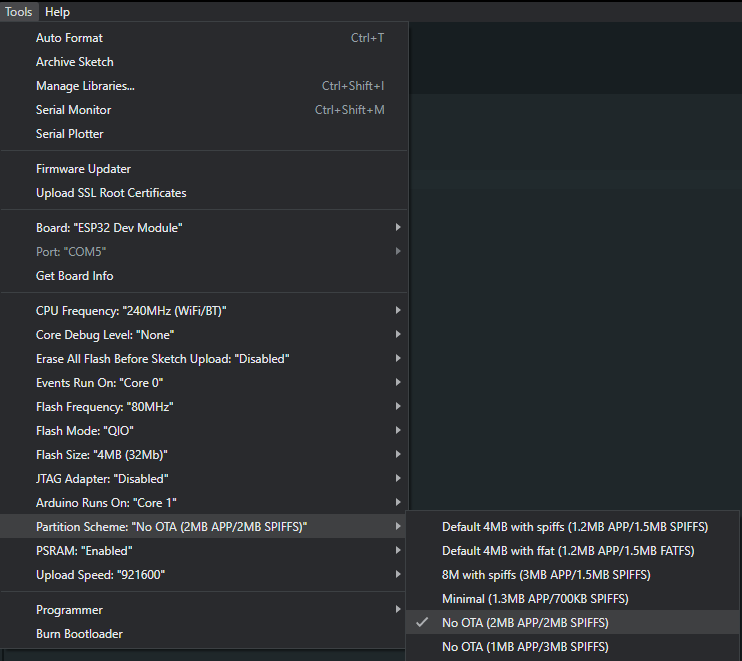 Tools Help
Auto Format Ctrl+T
Archive Sketch
Manage Libraries... Ctrl+Shift+I
Serial Monitor Ctrl+Shift+M
Serial Plotter
Firmware Updater
Upload SSL Root Certificates
Board: "ESP32 Dev Module"
Port: "COM5"
Get Board Info
CPU Frequency: "240MHz (WiFi/BT)"
Core Debug Level: "None"
Erase All Flash Before Sketch Upload: "Disabled"
Events Run On: "Core 0"
Flash Frequency: "80MHz"
Flash Mode: "QIO"
Flash Size: "4MB (32Mb)"
JTAG Adapter: "Disabled"
Arduino Runs On: "Core 1"
Partition Scheme: "No OTA (2MB APP/2MB SPIFFS)"
PSRAM: "Enabled"
Upload Speed: "921600"
Programmer
Burn Bootloader
Default 4MB with spiffs (1.2MB APP/1.5MB SPIFFS)
Default 4MB with ffat (1.2MB APP/1.5MB FATFS)
8M with spiffs (3MB APP/1.5MB SPIFFS)
Minimal (1.3MB APP/700KB SPIFFS)
No OTA (2MB APP/2MB SPIFFS)
No OTA (1MB APP/3MB SPIFFS)